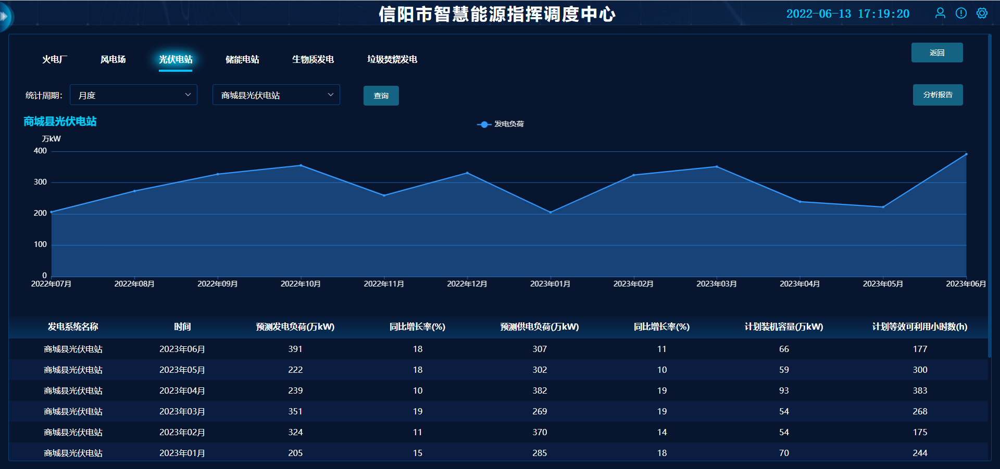 信阳市智慧能源指挥调度中心
2022-06-13 17:19:20
火电厂 风电场 光伏电站 储能电站 生物质发电 垃圾焚烧发电
返回
统计周期: 月度 商城县光伏电站 查询 分析报告
商城县光伏电站
发电负荷
万kW
400
300
200
100
0
2022年07月 2022年08月 2022年09月 2022年10月 2022年11月 2022年12月 2023年01月 2023年02月 2023年03月 2023年04月 2023年05月 2023年06月
发电系统名称 时间 预测发电负荷(万kW) 同比增长率(%) 预测供电负荷(万kW) 同比增长率(%) 计划装机容量(万kW) 计划等效可利用小时数(h)
商城县光伏电站 2023年06月 391 18 307 11 66 177
商城县光伏电站 2023年05月 222 18 302 10 59 300
商城县光伏电站 2023年04月 239 10 382 19 93 383
商城县光伏电站 2023年03月 351 19 269 19 54 268
商城县光伏电站 2023年02月 324 11 370 14 54 175
商城县光伏电站 2023年01月 205 15 285 18 70 244